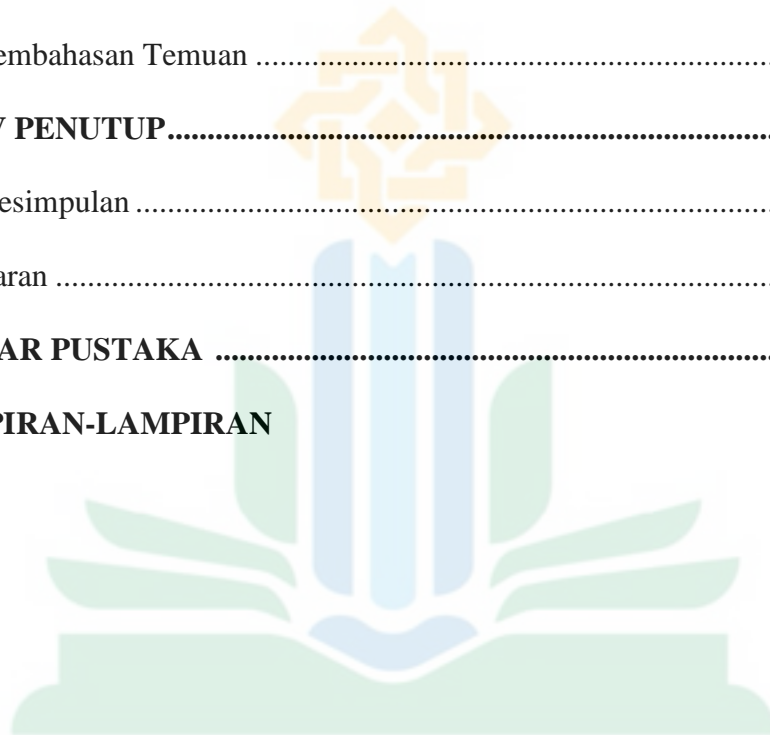 embahasan Temuan ........................................................................
V PENUTUP............................................................................
esimpulan ................................................................................
aran ..........................................................................................
AR PUSTAKA ......................................................................
PIRAN-LAMPIRAN